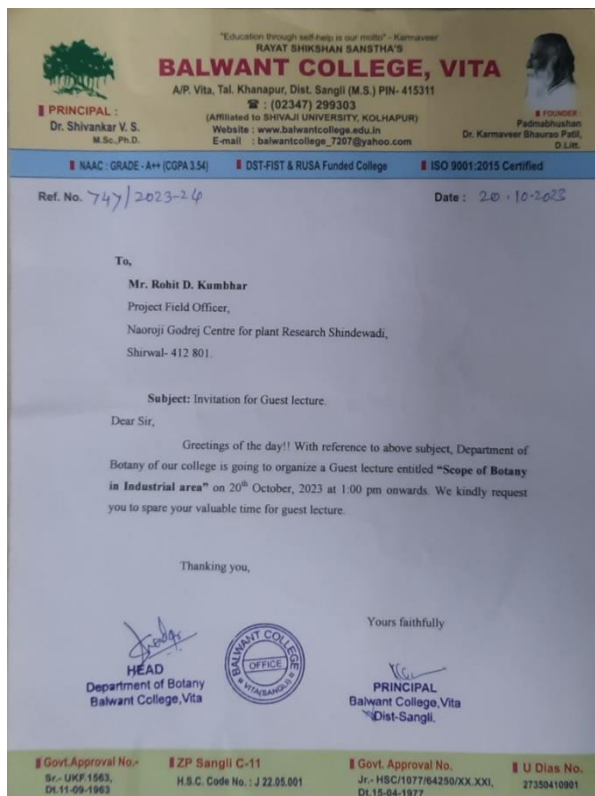 "Education through self-help is our motto" - Karmaveer
RAYAT SHIKSHAN SANSTHA'S
BALWANT COLLEGE, VITA
A/P. Vita, Tal. Khanapur, Dist. Sangli (M.S.) PIN- 415311
☎ : (02347) 299303
(Affiliated to SHIVAJI UNIVERSITY, KOLHAPUR)
Website : www.balwantcollege.edu.in
E-mail : balwantcollege_7207@yahoo.com
PRINCIPAL :
Dr. Shivankar V. S.
M.Sc.,Ph.D.
FOUNDER :
Padmabhushan
Dr. Karmaveer Bhaurao Patil,
D.Litt.
NAAC : GRADE - A++ (CGPA 3.54) DST-FIST & RUSA Funded College ISO 9001:2015 Certified
Ref. No. 747/2023-24 Date : 20-10-2023
To,
Mr. Rohit D. Kumbhar
Project Field Officer,
Naoroji Godrej Centre for plant Research Shindewadi,
Shirwal- 412 801.
Subject: Invitation for Guest lecture.
Dear Sir,
Greetings of the day!! With reference to above subject, Department of
Botany of our college is going to organize a Guest lecture entitled "Scope of Botany
in Industrial area" on 20th October, 2023 at 1:00 pm onwards. We kindly request
you to spare your valuable time for guest lecture.
Thanking you,
Yours faithfully
HEAD
Department of Botany
Balwant College,Vita
BALWANT COLLEGE
OFFICE
VITA(SANGLI)
PRINCIPAL
Balwant College,Vita
Dist-Sangli.
Govt.Approval No.-
Sr.- UKF.1563,
Dt.11-09-1963
ZP Sangli C-11
H.S.C. Code No. : J 22.05.001
Govt. Approval No.
Jr.- HSC/1077/64250/XX.XXI,
Dt.15-04-1977
U Dias No.
27350410901